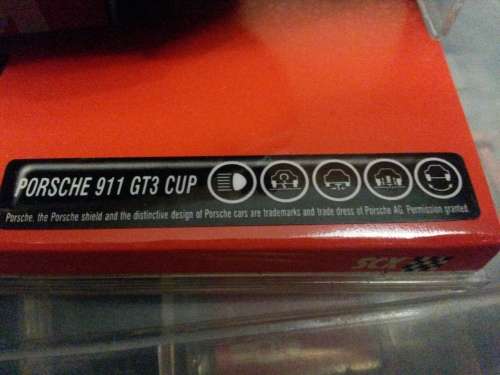 PORSCHE 911 GT3 CUP
Porsche, the Porsche shield and the distinctive design of Porsche cars are trademarks and trade dress of Porsche AG. Permission granted.
SCX